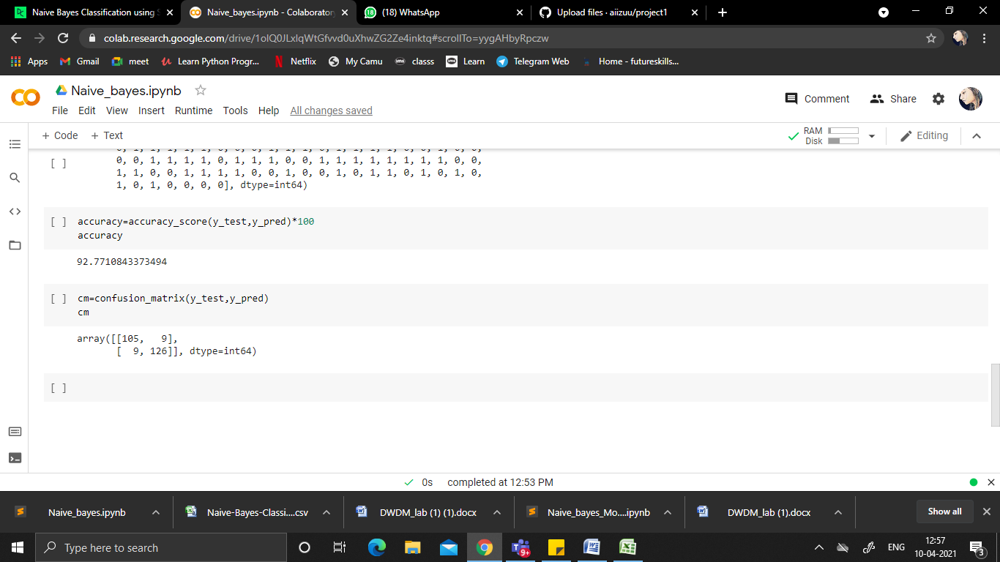 Naive Bayes Classification using S
Naive_bayes.ipynb - Colaboratory
(18) WhatsApp
Upload files · aiizuu/project1
colab.research.google.com/drive/1olQ0JLxlqWtGfvvd0uXhwZG2Ze4inktq#scrollTo=yygAHbyRpczw
Apps
Gmail
meet
Learn Python Progr...
Netflix
My Camu
classs
Learn
Telegram Web
Home - futureskills...
Naive_bayes.ipynb
Comment
Share
File Edit View Insert Runtime Tools Help All changes saved
+ Code + Text
RAM
Disk
Editing
[ ]
0, 0, 1, 1, 1, 1, 0, 1, 1, 1, 0, 0, 1, 1, 1, 1, 1, 1, 1, 1, 0, 0,
1, 1, 0, 0, 1, 1, 1, 1, 0, 0, 1, 0, 0, 1, 0, 1, 1, 0, 1, 0, 1, 0,
1, 0, 1, 0, 0, 0, 0], dtype=int64)
[ ] accuracy=accuracy_score(y_test,y_pred)*100
accuracy
92.7710843373494
[ ] cm=confusion_matrix(y_test,y_pred)
cm
array([[105, 9],
[ 9, 126]], dtype=int64)
[ ]
0s completed at 12:53 PM
Naive_bayes.ipynb
Naive-Bayes-Classi....csv
DWDM_lab (1) (1).docx
Naive_bayes_Mo....ipynb
DWDM_lab (1).docx
Show all
Type here to search
9+
ENG
12:57
10-04-2021
3